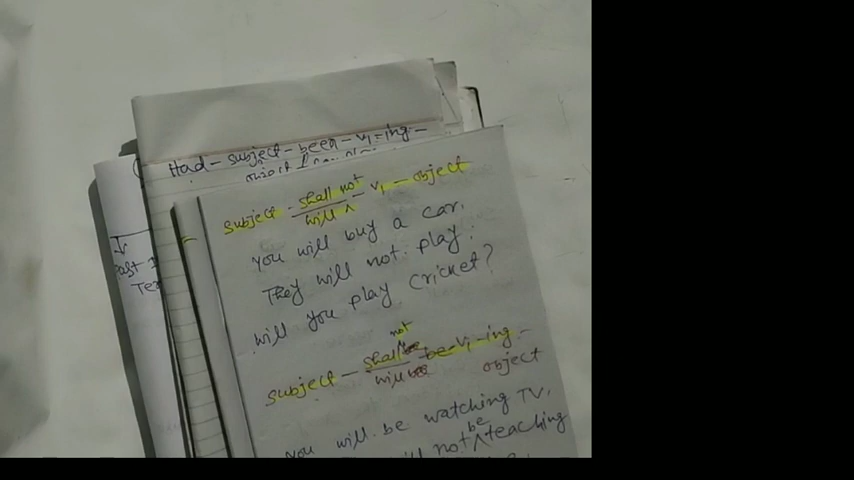 Had - subject - been - v1 - ing -
subject - shall not
will ^ - v1 - object
You will buy a car.
They will not play.
will you play cricket?
not
subject - shall be - v1 - ing -
will object
You will be watching TV.
be
not ^ teaching